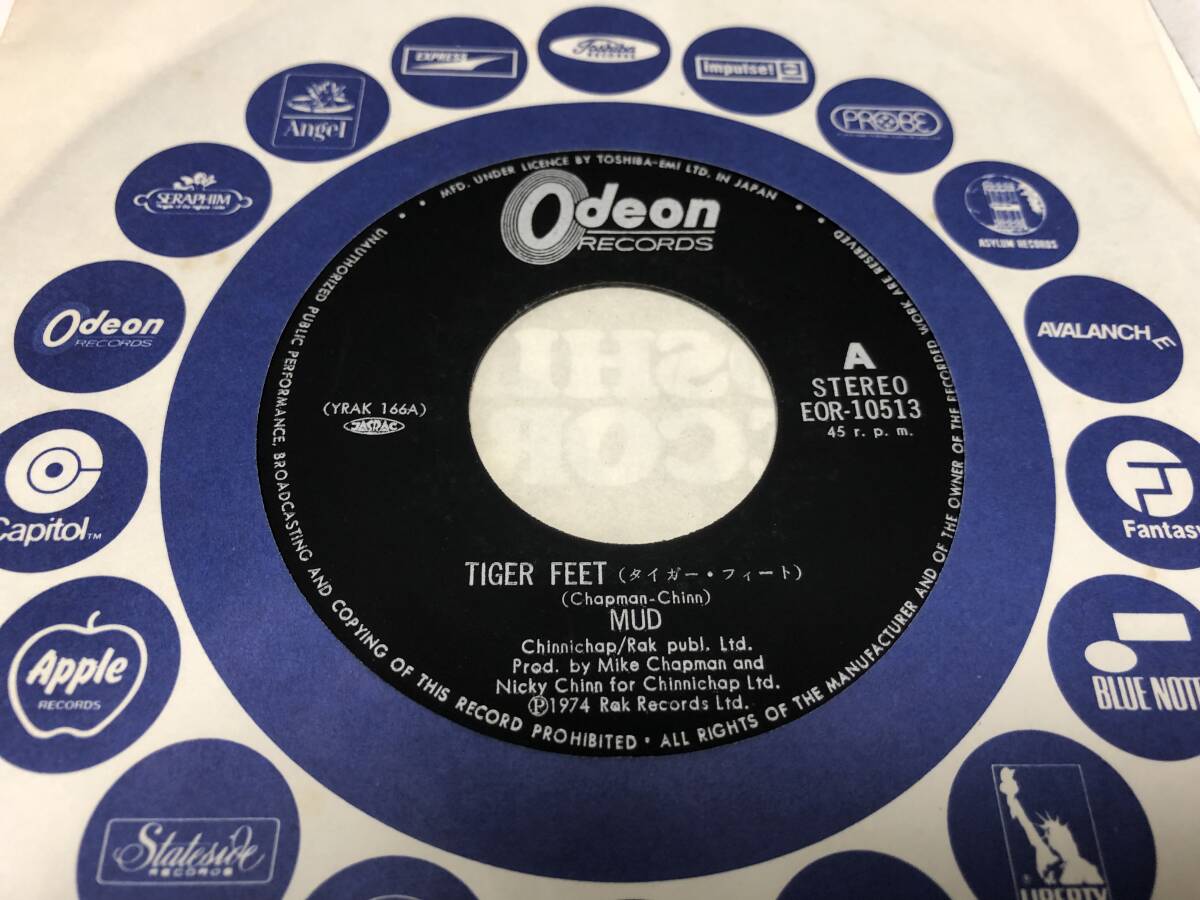 EXPRESS
Toshiba
RECORDS
impulse!
Angel
PROBE
SERAPHIM
ASYLUM RECORDS
Odeon
RECORDS
AVALANCHE
Capitol™
Fantasy
Apple
RECORDS
BLUE NOTE
Stateside
RECORDS
LIBERTY
MFD. UNDER LICENCE BY TOSHIBA-EMI LTD. IN JAPAN
Odeon
RECORDS
A
STEREO
EOR-10513
45 r. p. m.
(YRAK 166A)
JASRAC
TIGER FEET (タイガー・フィート)
(Chapman-Chinn)
MUD
Chinnichap/Rak publ. Ltd.
Prod. by Mike Chapman and
Nicky Chinn for Chinnichap Ltd.
Ⓟ1974 Rak Records Ltd.
UNAUTHORIZED PUBLIC PERFORMANCE, BROADCASTING AND COPYING OF THIS RECORD PROHIBITED • ALL RIGHTS OF THE MANUFACTURER AND OF THE OWNER OF THE RECORDED WORK ARE RESERVED